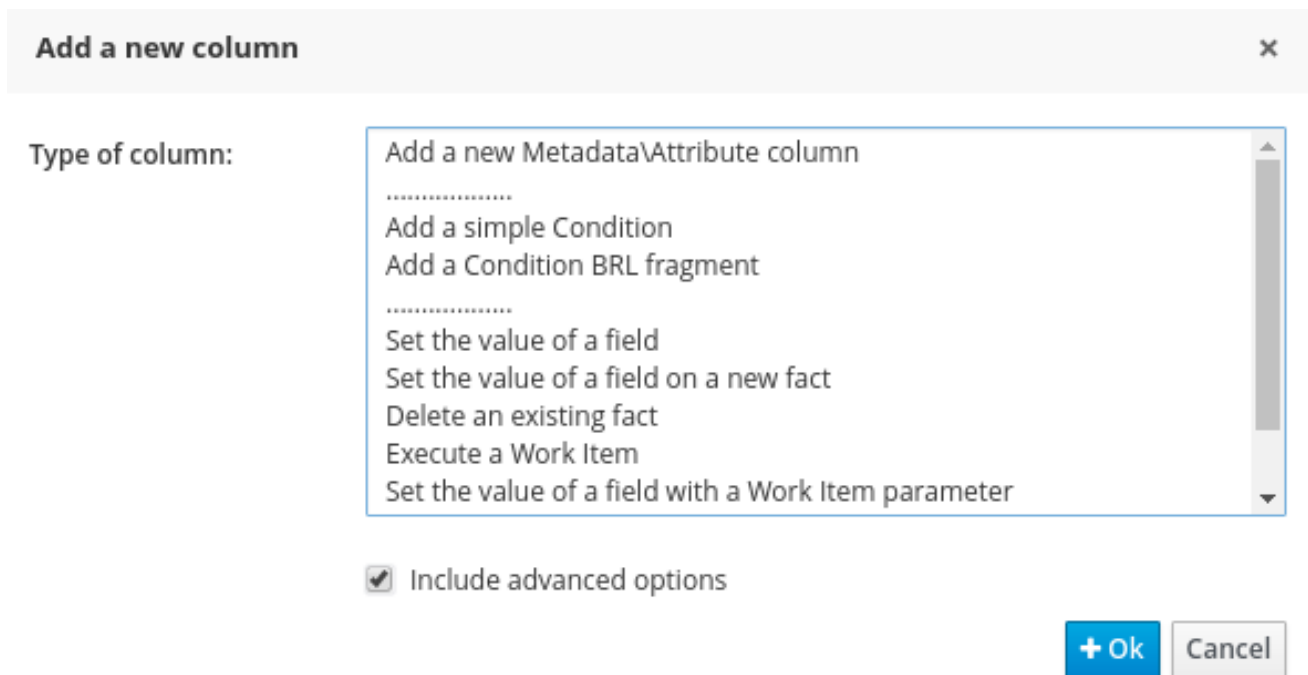 Add a new column ×
Type of column:
Add a new Metadata\Attribute column
..................
Add a simple Condition
Add a Condition BRL fragment
..................
Set the value of a field
Set the value of a field on a new fact
Delete an existing fact
Execute a Work Item
Set the value of a field with a Work Item parameter
Include advanced options
+ Ok Cancel